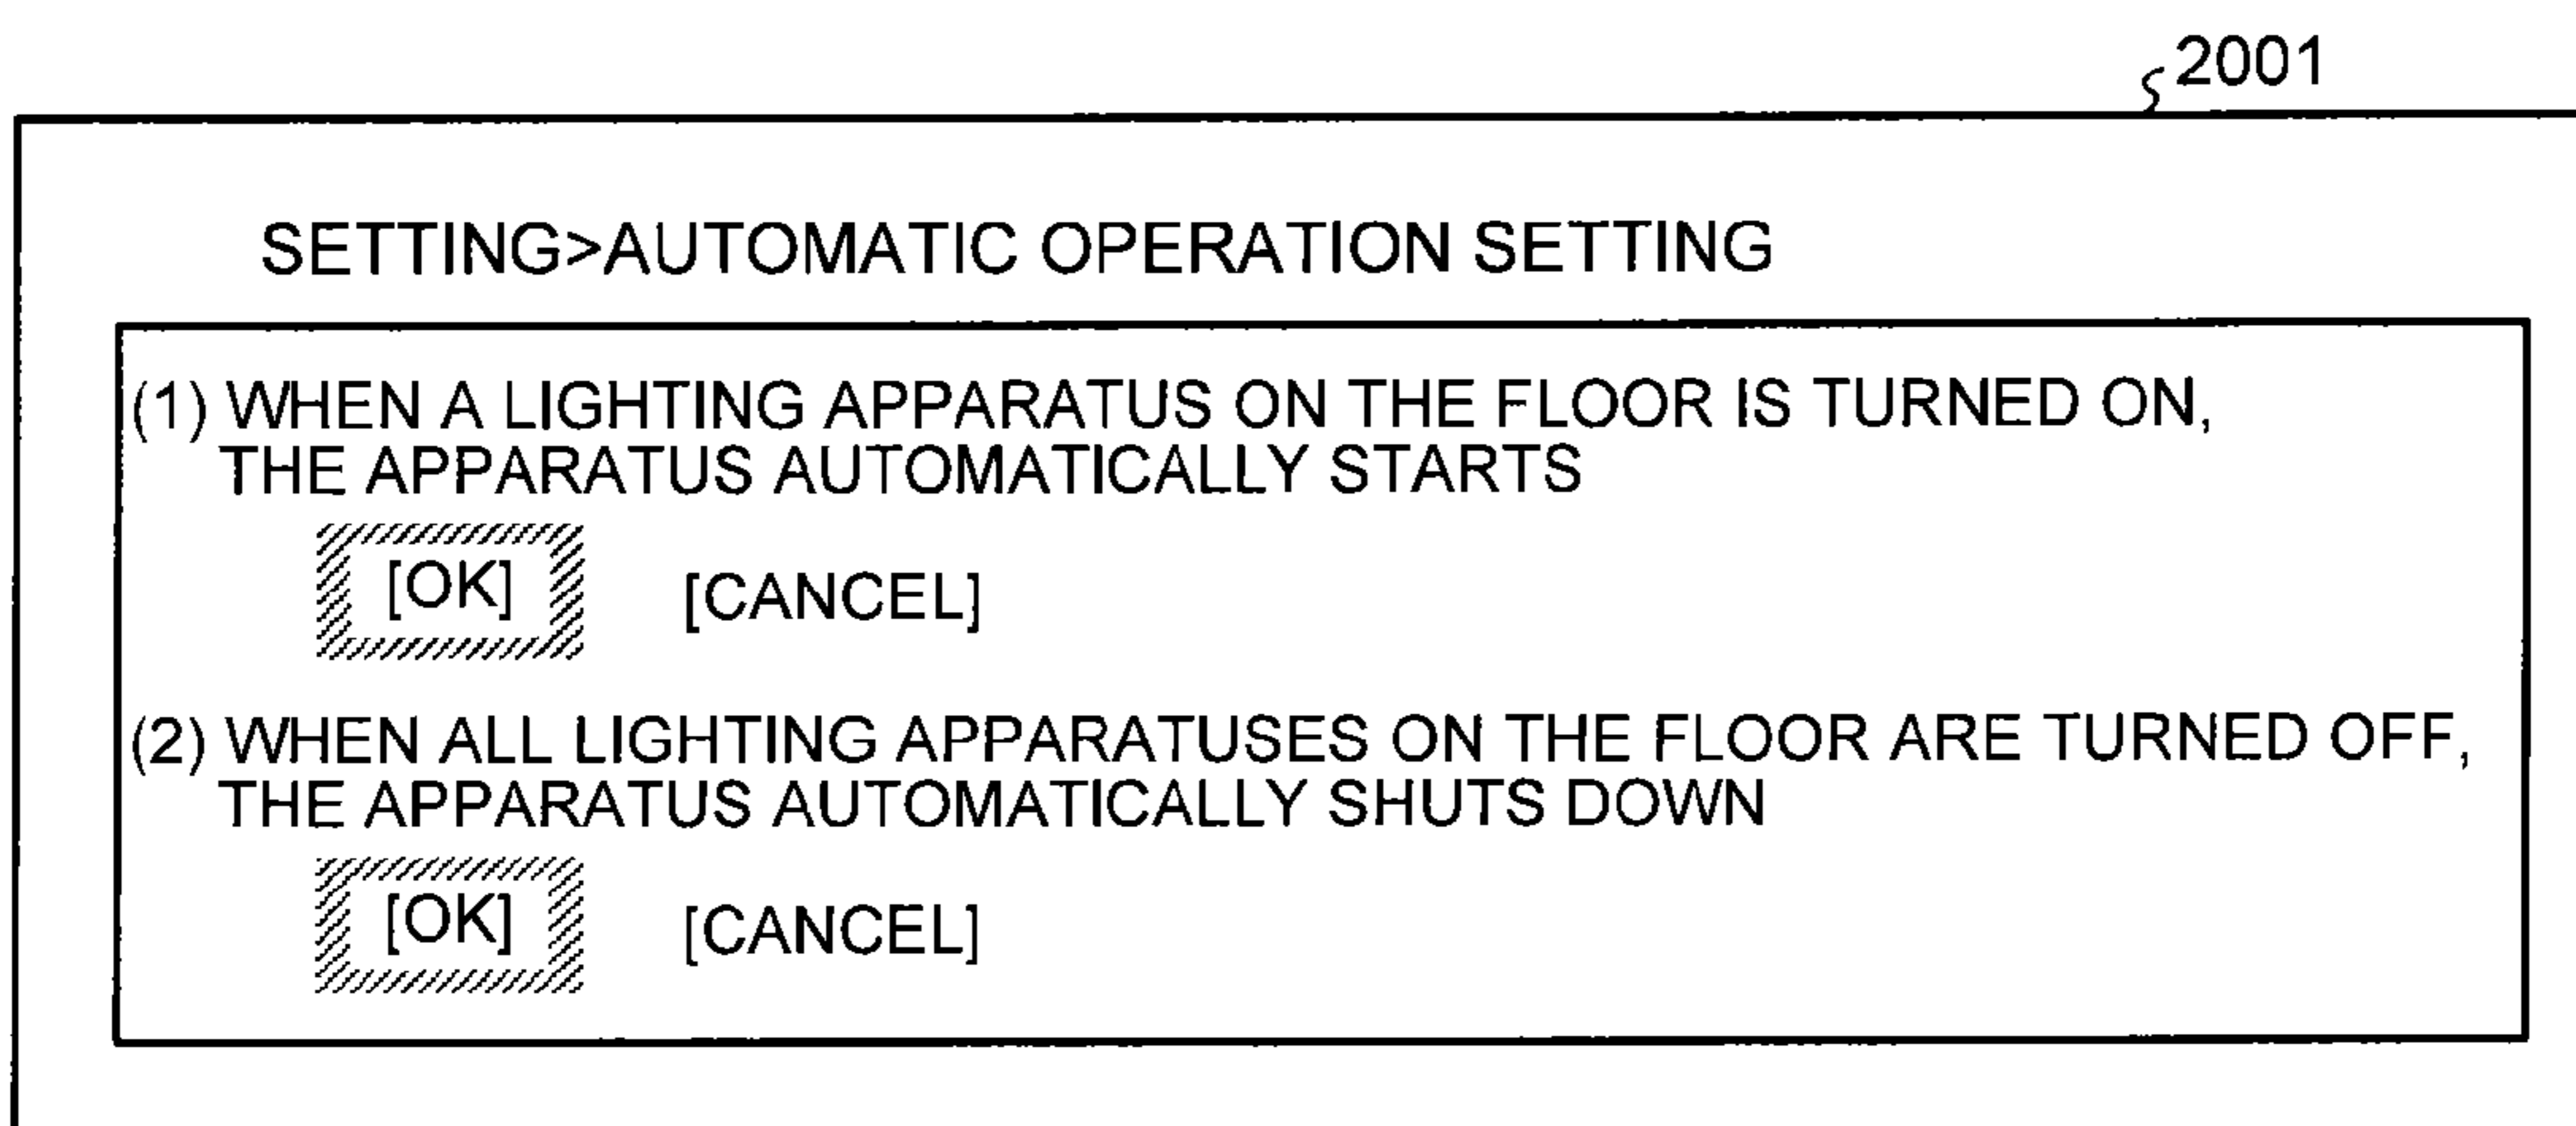 2001
SETTING>AUTOMATIC OPERATION SETTING
(1) WHEN A LIGHTING APPARATUS ON THE FLOOR IS TURNED ON,
THE APPARATUS AUTOMATICALLY STARTS
[OK] [CANCEL]
(2) WHEN ALL LIGHTING APPARATUSES ON THE FLOOR ARE TURNED OFF,
THE APPARATUS AUTOMATICALLY SHUTS DOWN
[OK] [CANCEL]